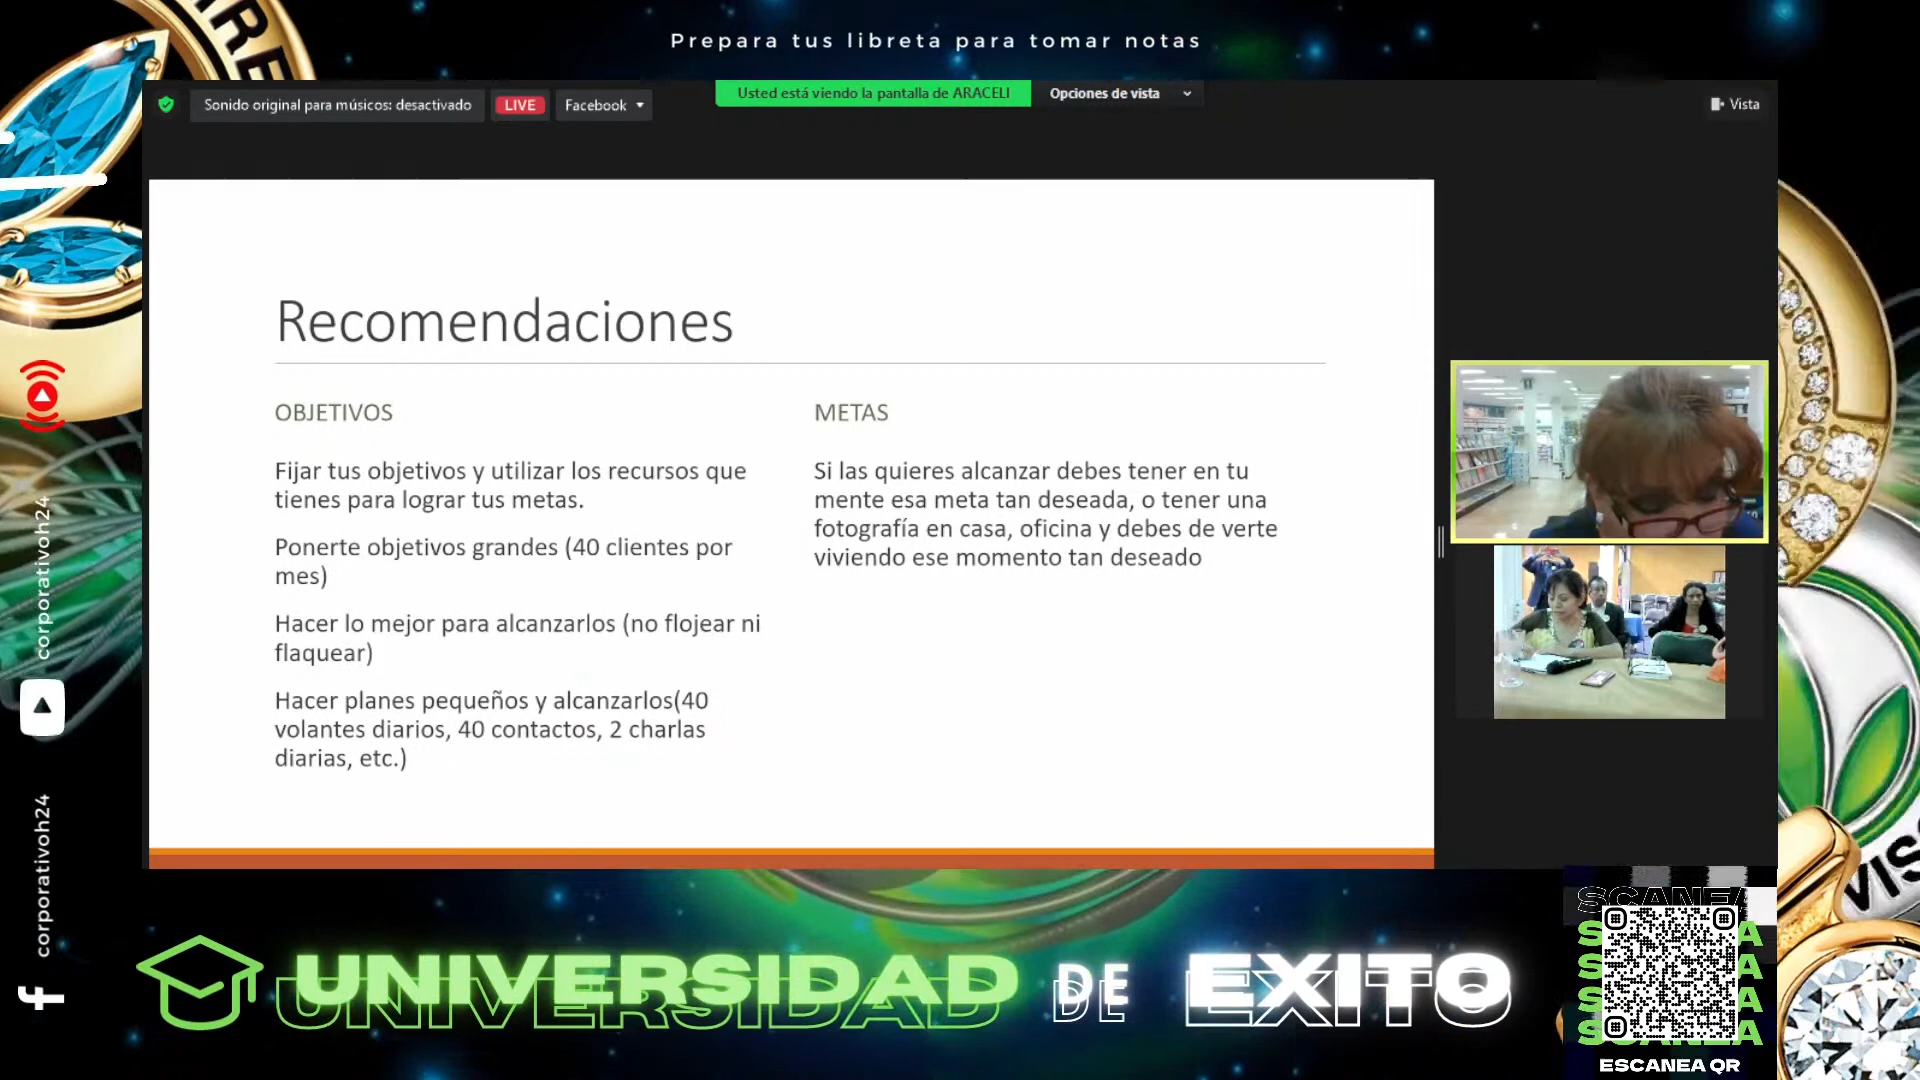 Prepara tus libreta para tomar notas
Sonido original para músicos: desactivado
LIVE
Facebook
Usted está viendo la pantalla de ARACELI
Opciones de vista
Vista
Recomendaciones
OBJETIVOS
Fijar tus objetivos y utilizar los recursos que
tienes para lograr tus metas.
Ponerte objetivos grandes (40 clientes por
mes)
Hacer lo mejor para alcanzarlos (no flojear ni
flaquear)
Hacer planes pequeños y alcanzarlos(40
volantes diarios, 40 contactos, 2 charlas
diarias, etc.)
METAS
Si las quieres alcanzar debes tener en tu
mente esa meta tan deseada, o tener una
fotografía en casa, oficina y debes de verte
viviendo ese momento tan deseado
corporativoh24
corporativoh24
UNIVERSIDAD DE EXITO
SCANEA
ESCANEA QR